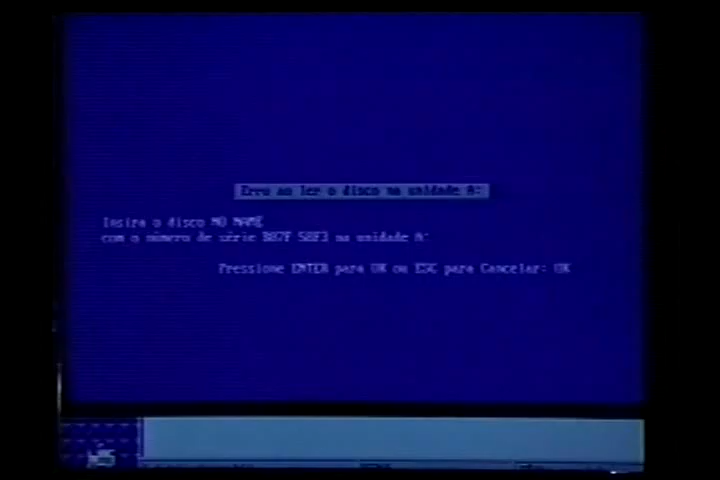 Erro ao ler o disco na unidade A:
Insira o disco NO NAME
com o número de série 58F3 na unidade A:
Pressione ENTER para OK ou ESC para Cancelar: OK